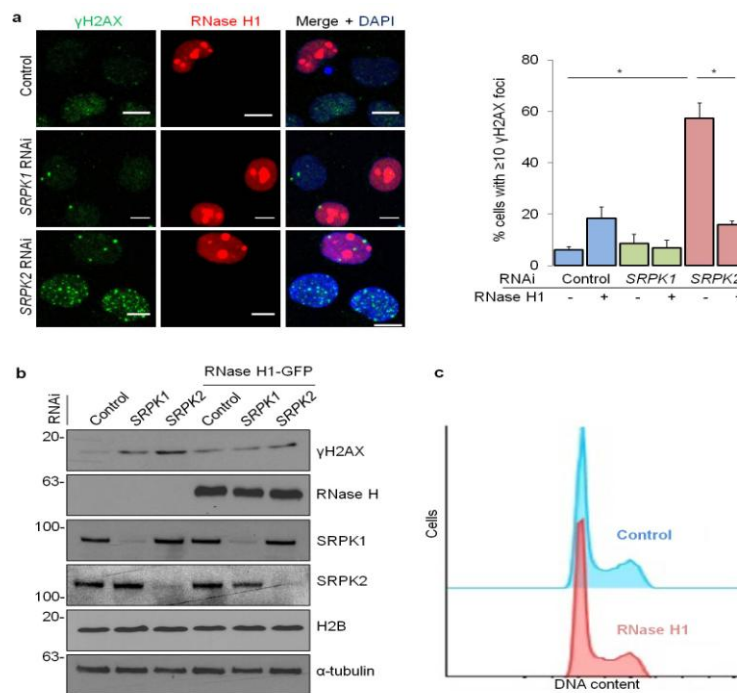 a
γH2AX
RNase H1
Merge + DAPI
Control
SRPK1 RNAi
SRPK2 RNAi
% cells with ≥10 γH2AX foci
80
60
40
20
0
*
*
RNAi Control SRPK1 SRPK2
RNase H1 - + - + -
b
RNase H1-GFP
RNAi
Control SRPK1 SRPK2 Control SRPK1 SRPK2
20-
γH2AX
63-
RNase H
100-
SRPK1
SRPK2
100-
20-
H2B
63-
α-tubulin
c
Cells
Control
RNase H1
DNA content